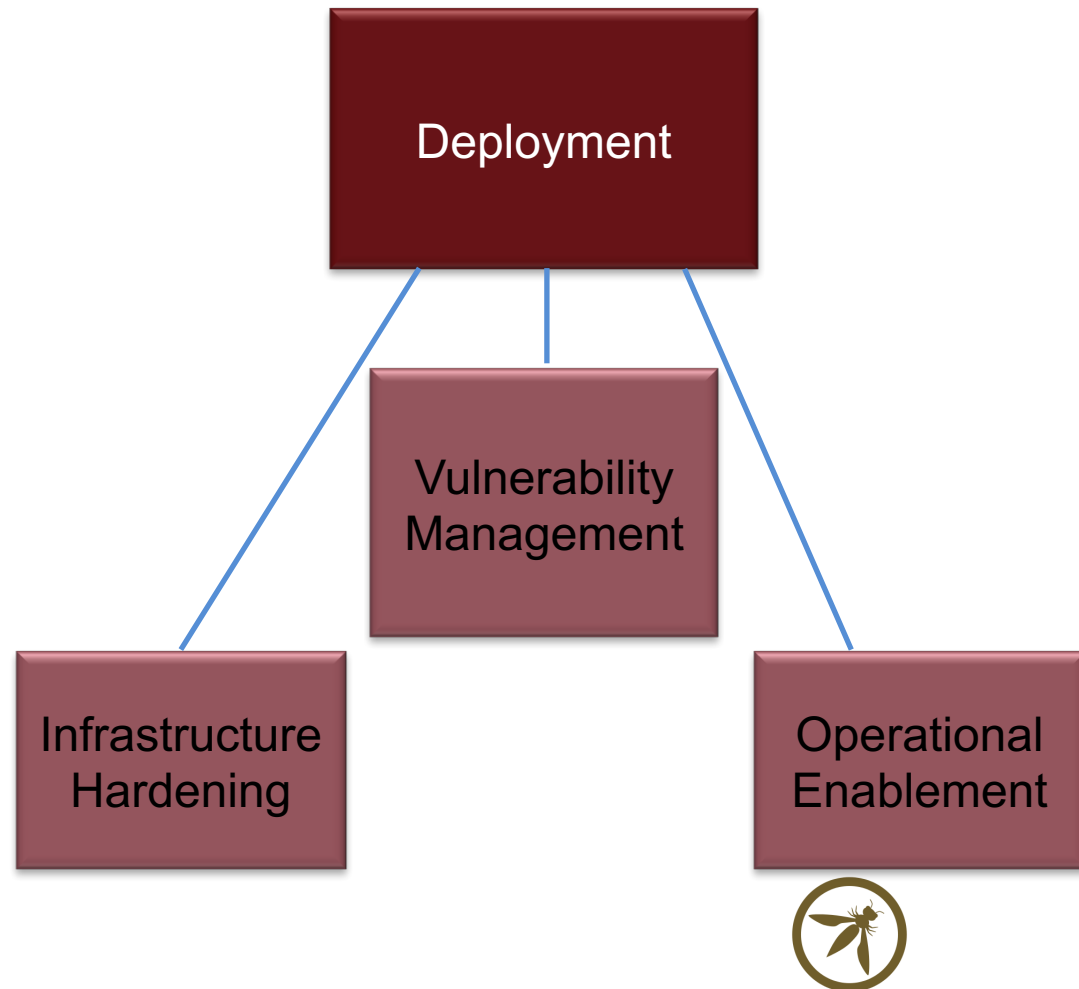 Deployment
Vulnerability
Management
Infrastructure
Hardening
Operational
Enablement